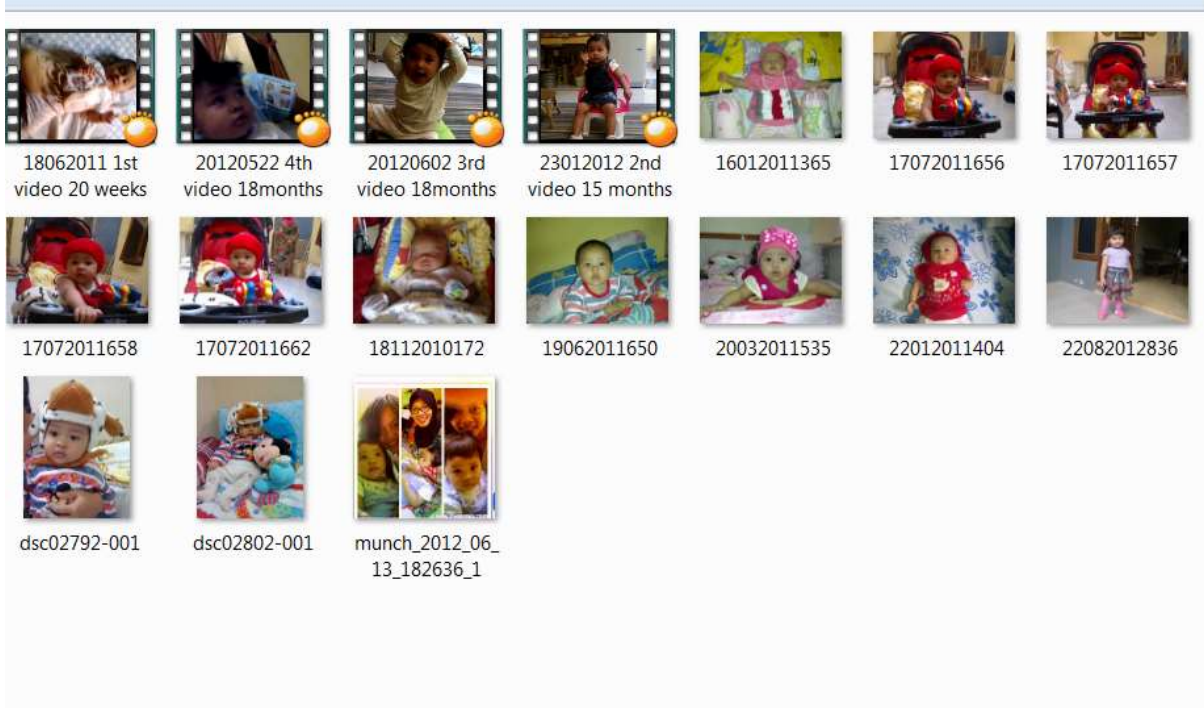 18062011 1st
video 20 weeks
20120522 4th
video 18months
20120602 3rd
video 18months
23012012 2nd
video 15 months
16012011365
17072011656
17072011657
17072011658
17072011662
18112010172
19062011650
20032011535
22012011404
22082012836
dsc02792-001
dsc02802-001
munch_2012_06_
13_182636_1